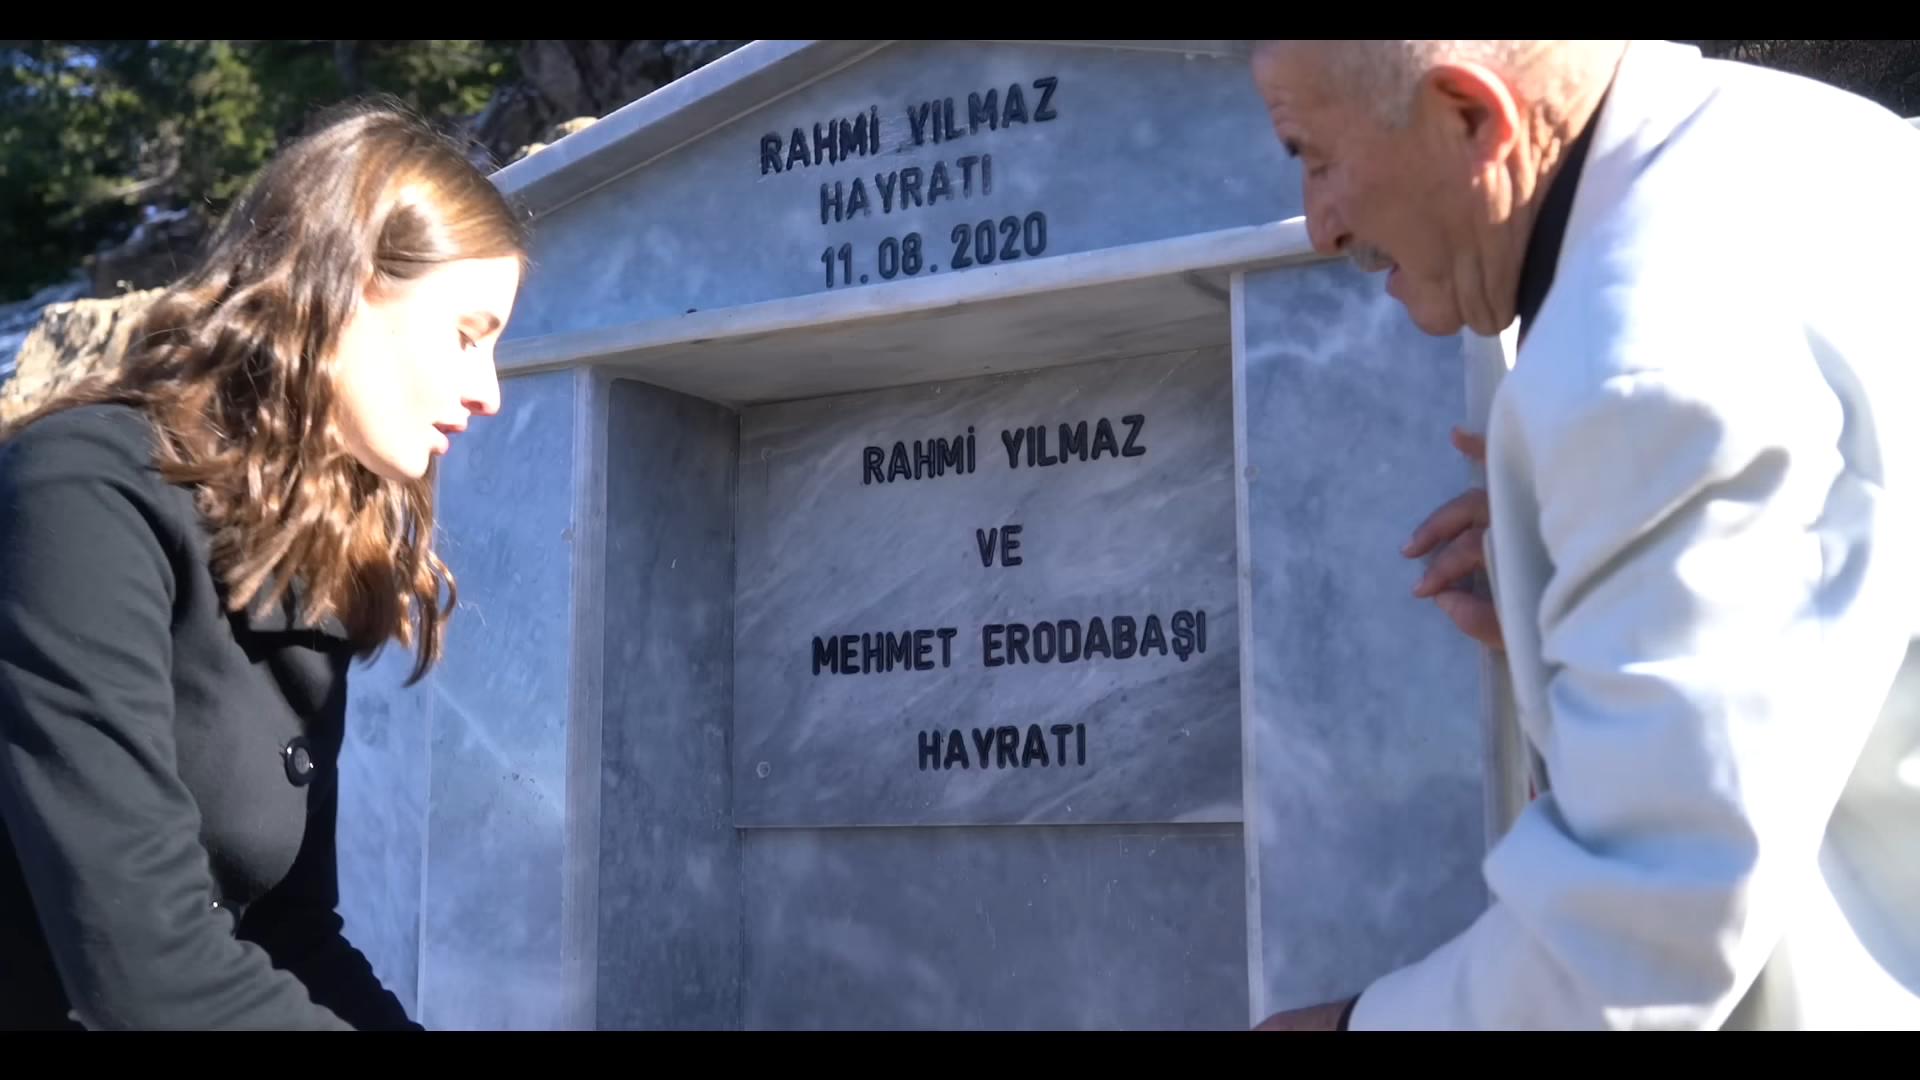 RAHMİ YILMAZ
HAYRATI
11.08.2020
RAHMİ YILMAZ
VE
MEHMET ERODABAŞI
HAYRATI